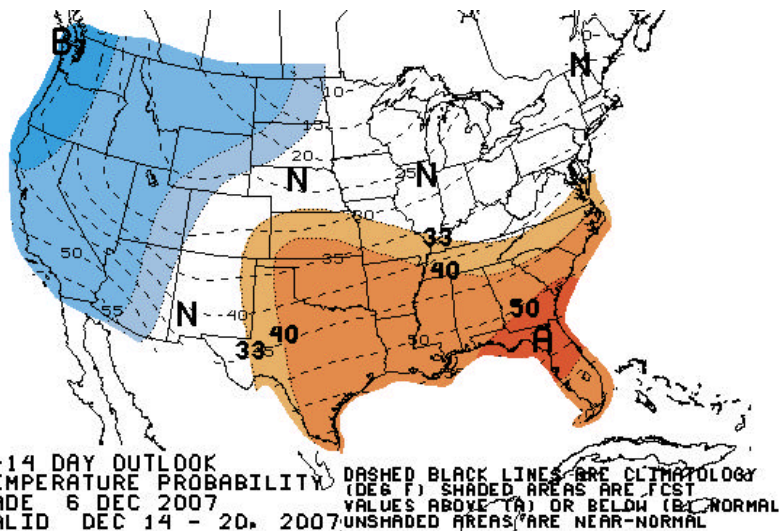 B
N
10
15
20
25
N
N
30
33
40
50
35
55
N
40
33
40
50
50
A
-14 DAY OUTLOOK
EMPERATURE PROBABILITY
ADE 6 DEC 2007
ALID DEC 14 - 20, 2007
DASHED BLACK LINES ARE CLIMATOLOGY
(DEG F) SHADED AREAS ARE FCST
VALUES ABOVE (A) OR BELOW (B) NORMAL
UNSHADED AREAS ARE NEAR-NORMAL